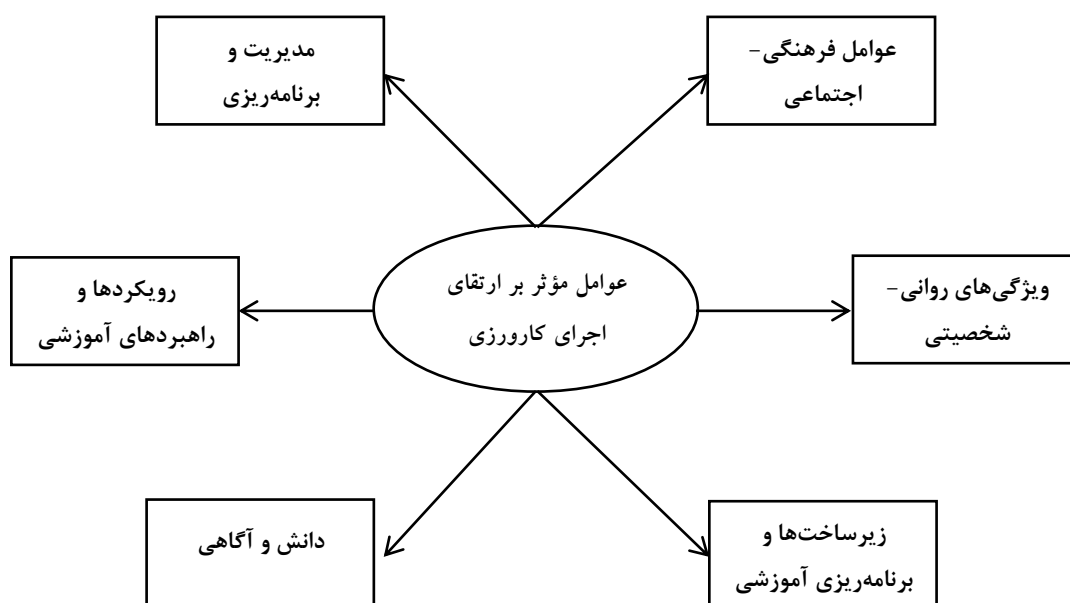 عوامل فرهنگی-
اجتماعی
مدیریت و
برنامه‌ریزی
ویژگی‌های روانی-
شخصیتی
عوامل مؤثر بر ارتقای
اجرای کارورزی
رویکردها و
راهبردهای آموزشی
زیرساخت‌ها و
برنامه‌ریزی آموزشی
دانش و آگاهی